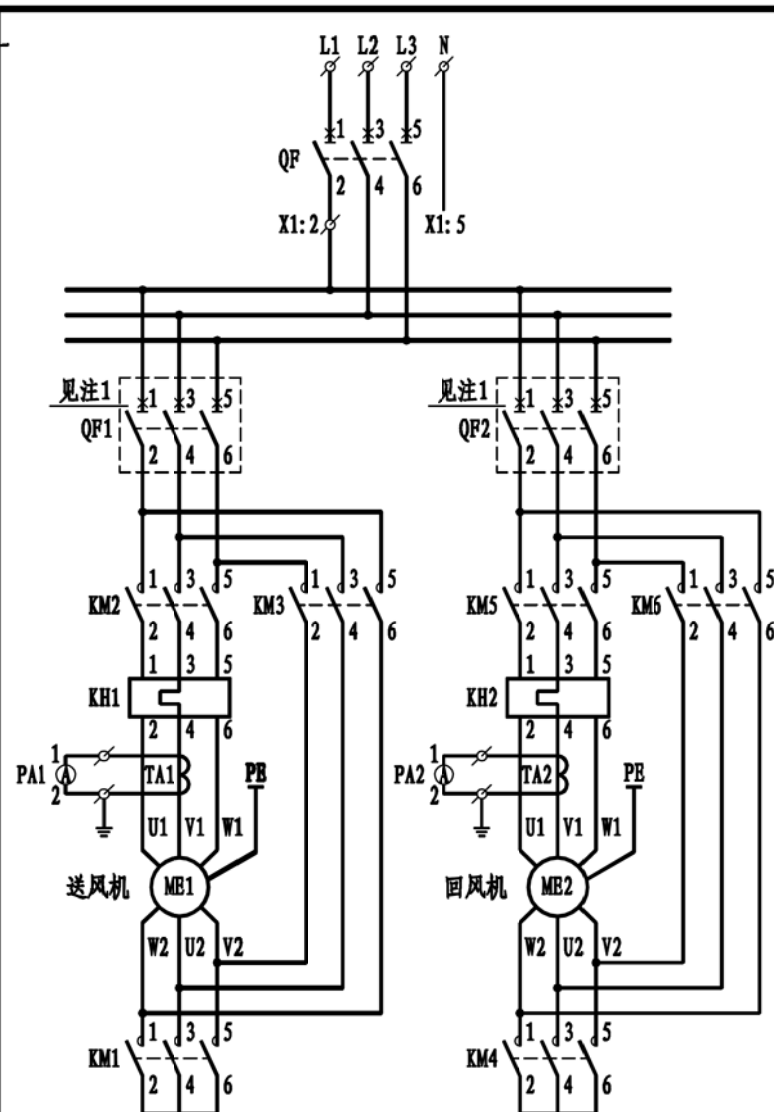 L1 L2 L3 N
1 3 5
QF
2 4 6
X1:2 X1:5
见注1 1 3 5 见注1 1 3 5
QF1 QF2
2 4 6 2 4 6
1 3 5 1 3 5 1 3 5 1 3 5
KM2 KM3 KM5 KM6
2 4 6 2 4 6 2 4 6 2 4 6
1 3 5 1 3 5
KH1 KH2
2 4 6 2 4 6
1 1
PA1 A TA1 PE PA2 A TA2 PE
2 2
U1 V1 W1 U1 V1 W1
送风机 ME1 回风机 ME2
W2 U2 V2 W2 U2 V2
1 3 5 1 3 5
KM1 KM4
2 4 6 2 4 6